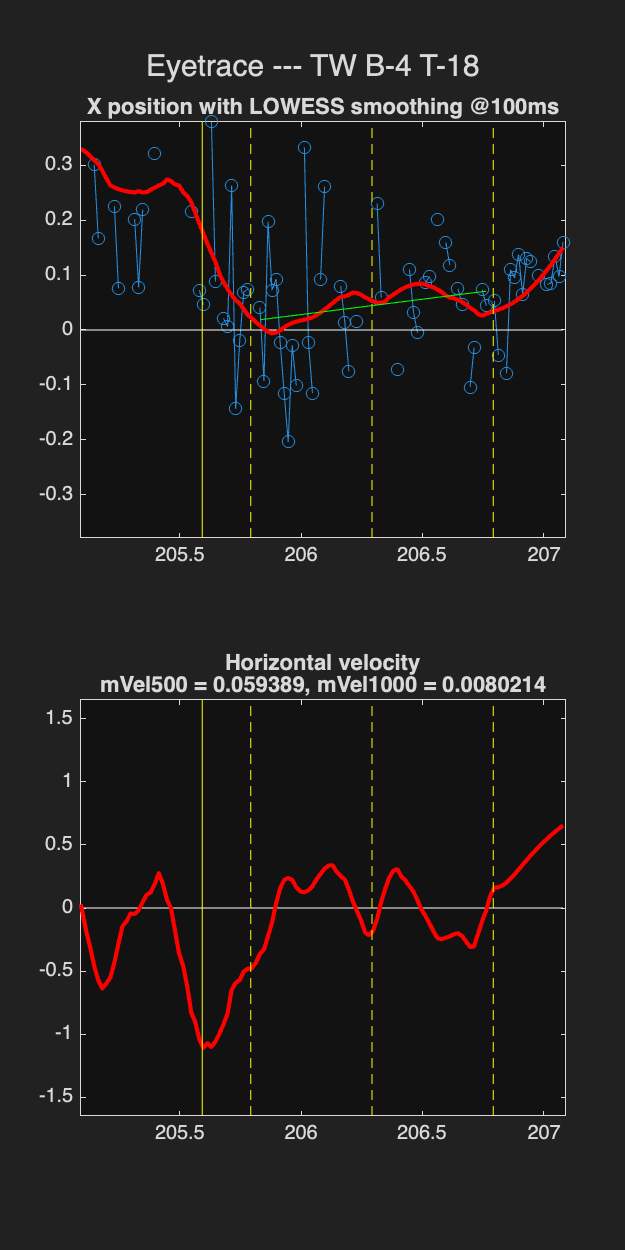 Eyetrace --- TW B-4 T-18
X position with LOWESS smoothing @100ms
0.3
0.2
0.1
0
-0.1
-0.2
-0.3
205.5 206 206.5 207
Horizontal velocity
mVel500 = 0.059389, mVel1000 = 0.0080214
1.5
1
0.5
0
-0.5
-1
-1.5
205.5 206 206.5 207